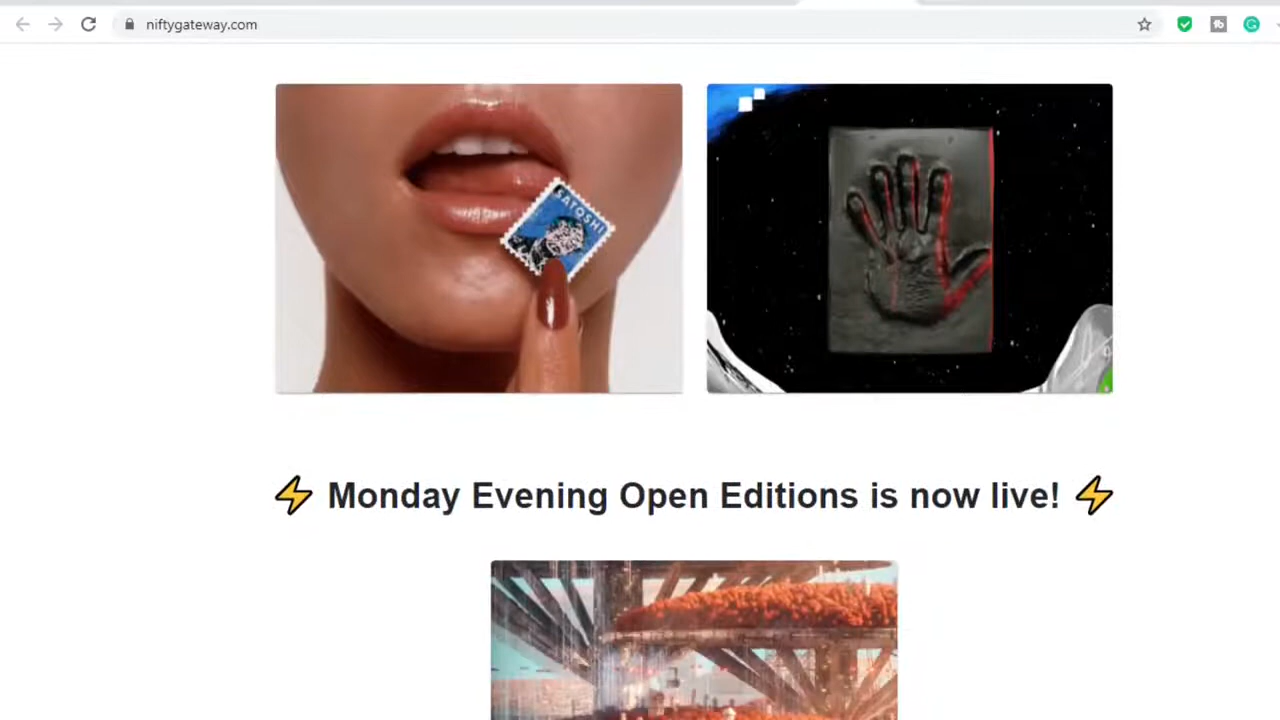 niftygateway.com
SATOSHI
⚡ Monday Evening Open Editions is now live! ⚡